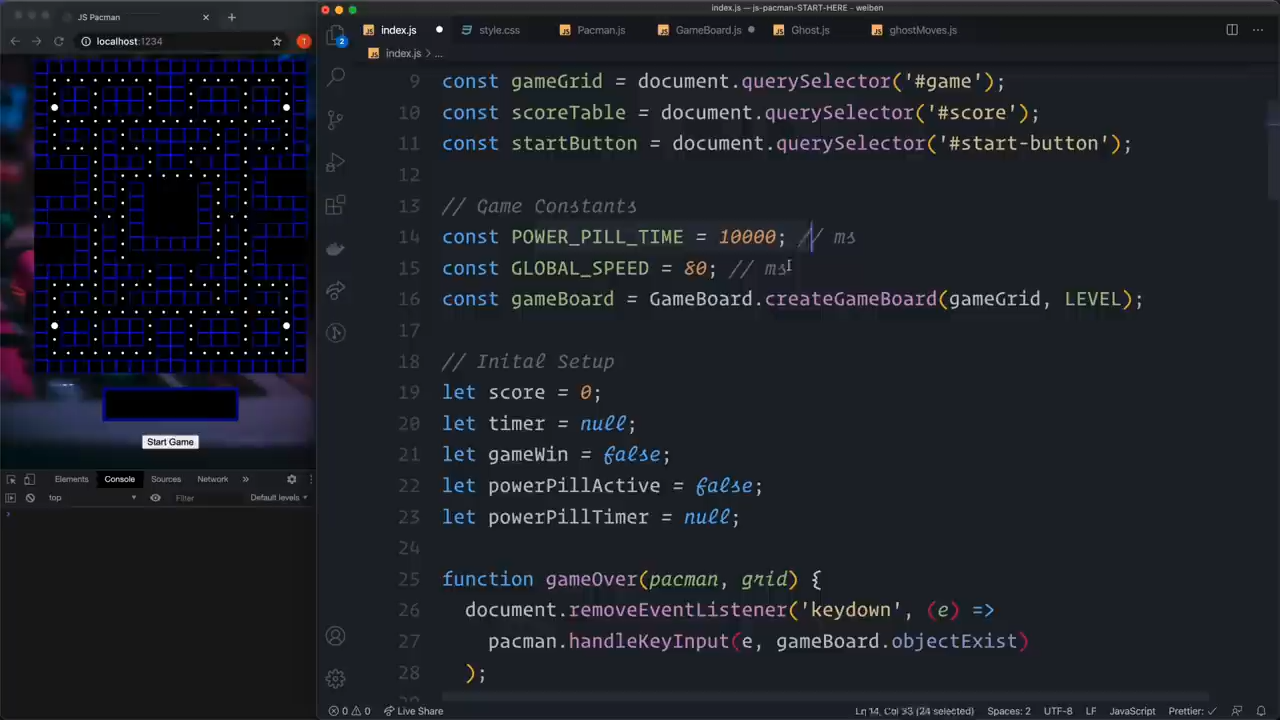 index.js — js-pacman-START-HERE - weiben
JS Pacman
localhost:1234
T
index.js
style.css
Pacman.js
GameBoard.js
Ghost.js
ghostMoves.js
index.js > ...
2
9 const gameGrid = document.querySelector('#game');
10 const scoreTable = document.querySelector('#score');
11 const startButton = document.querySelector('#start-button');
12
13 // Game Constants
14 const POWER_PILL_TIME = 10000; // ms
15 const GLOBAL_SPEED = 80; // ms
16 const gameBoard = GameBoard.createGameBoard(gameGrid, LEVEL);
17
18 // Inital Setup
19 let score = 0;
20 let timer = null;
21 let gameWin = false;
22 let powerPillActive = false;
23 let powerPillTimer = null;
24
25 function gameOver(pacman, grid) {
26 document.removeEventListener('keydown', (e) =>
27 pacman.handleKeyInput(e, gameBoard.objectExist)
28 );
Start Game
Elements Console Sources Network »
top Filter Default levels
0 0 Live Share
Ln 14, Col 33 (24 selected) Spaces: 2 UTF-8 LF JavaScript Prettier: ✓